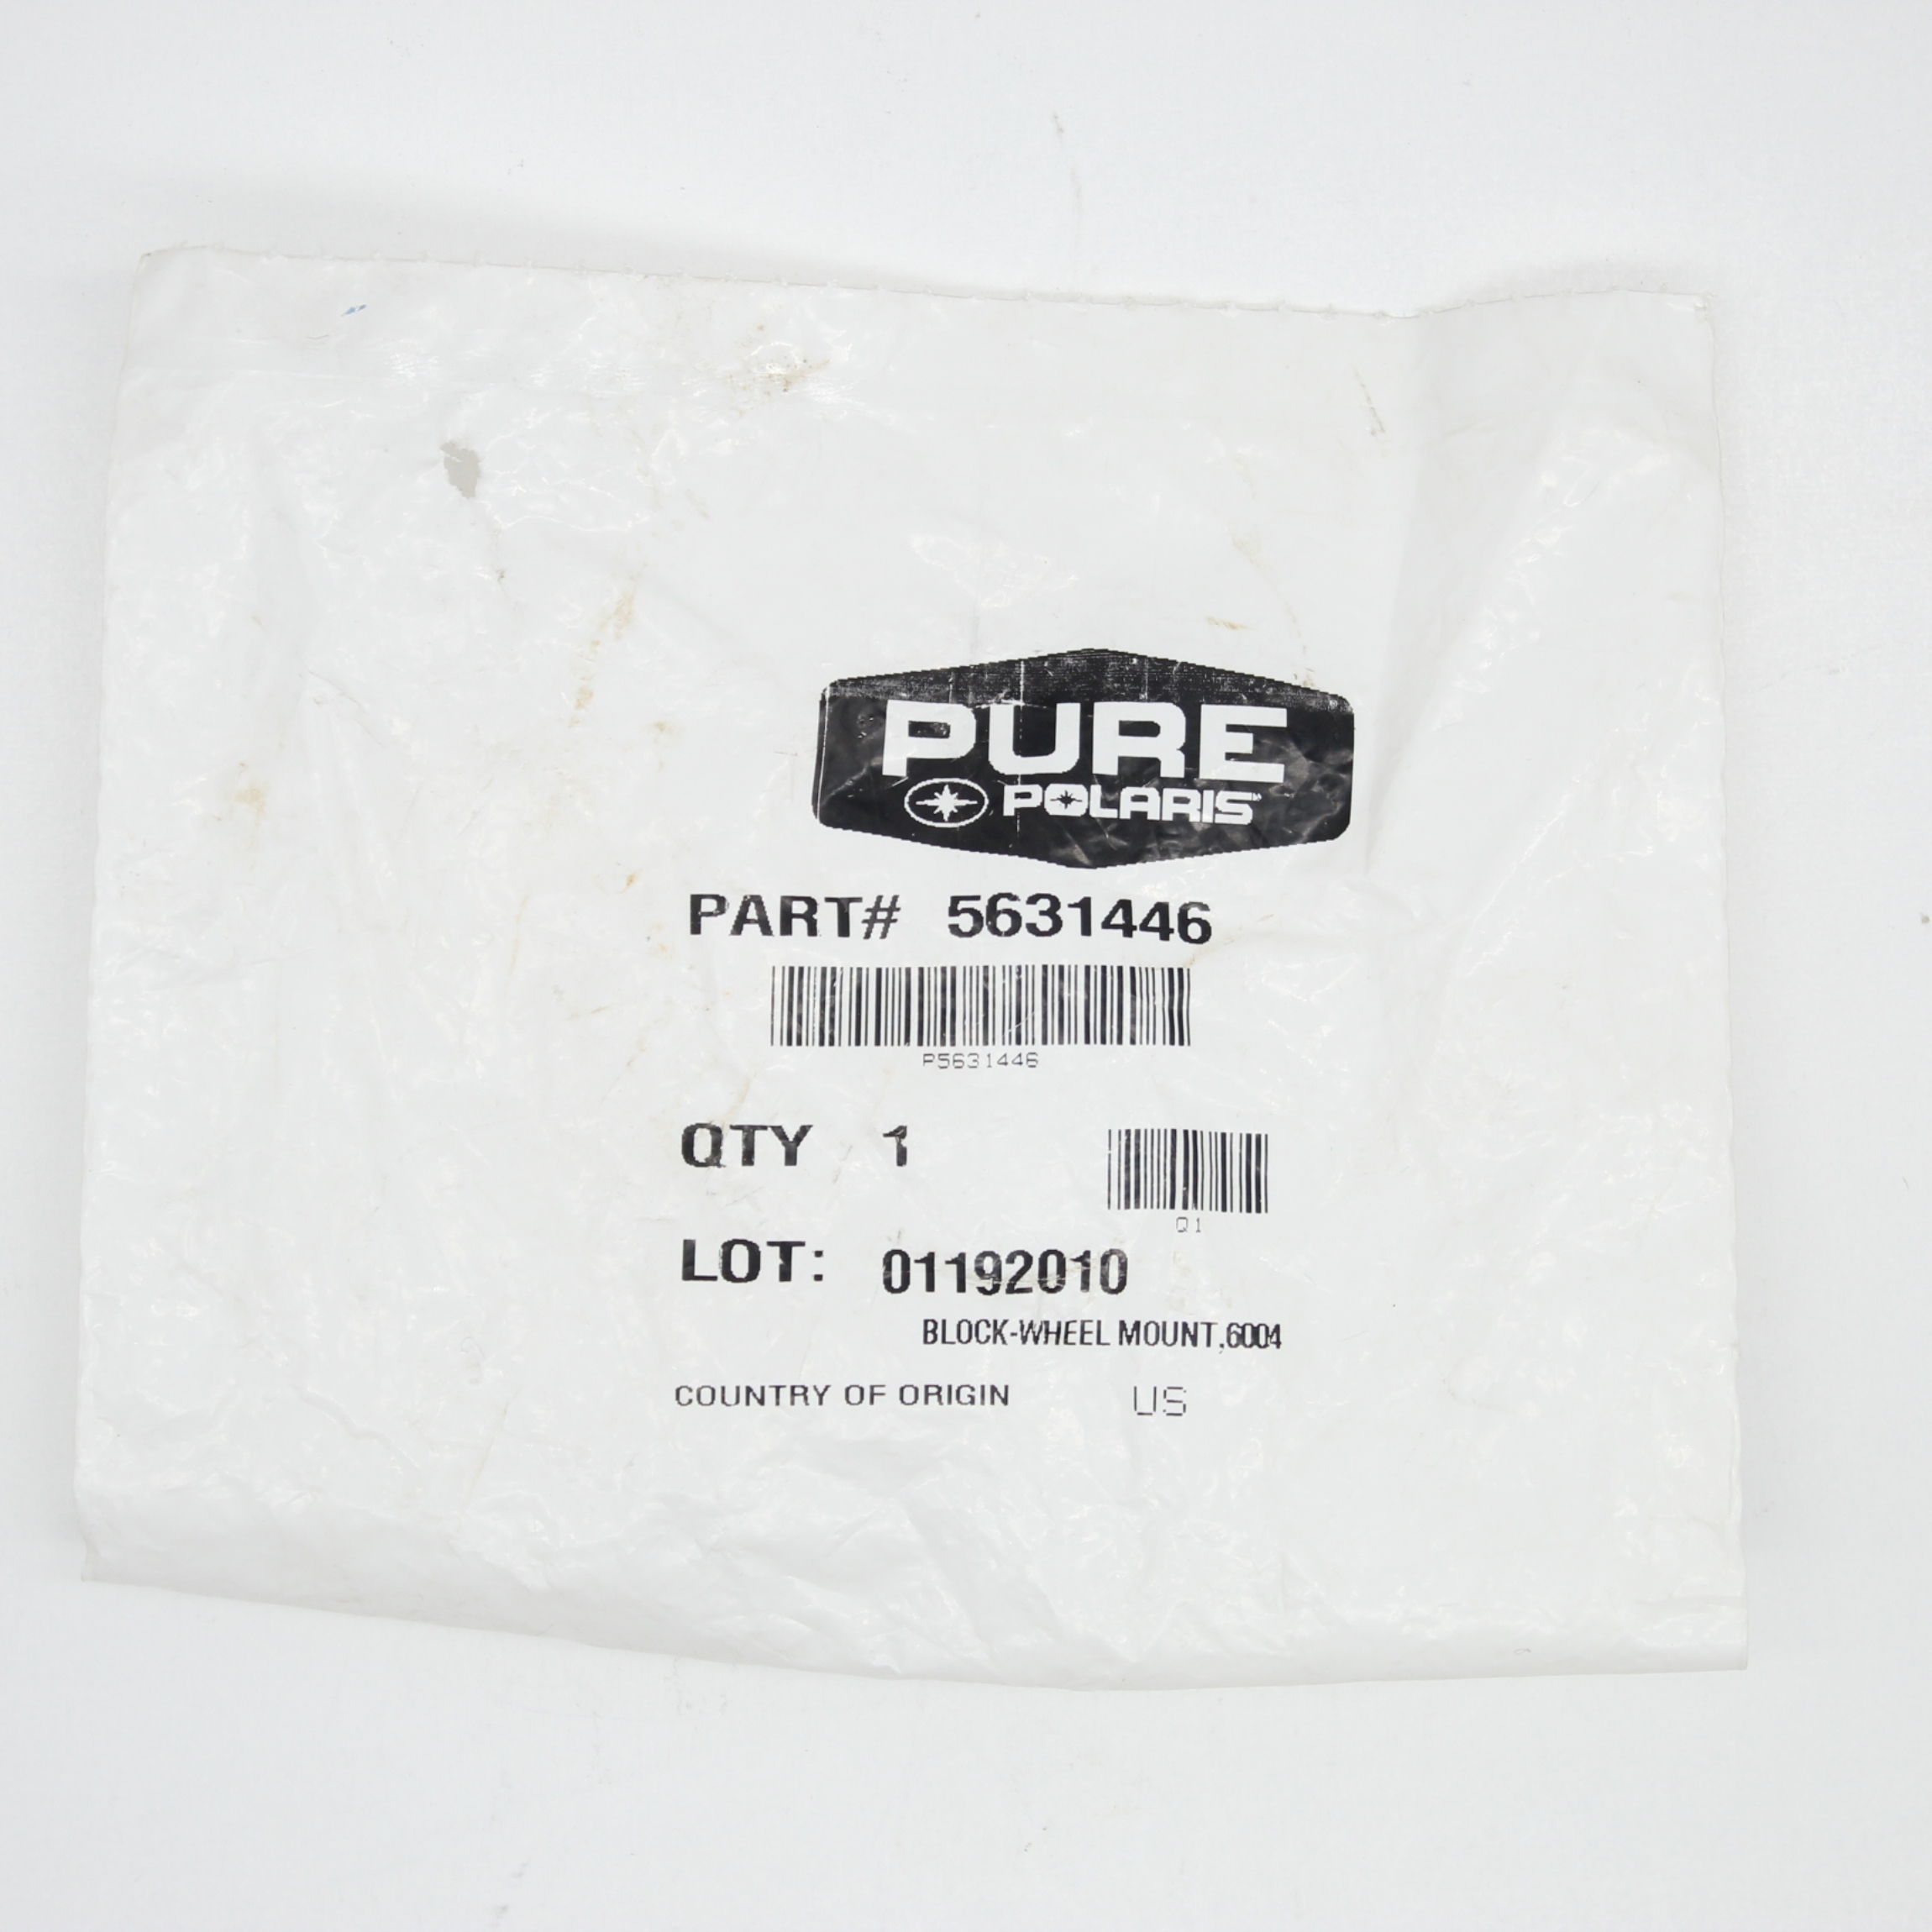 PURE
POLARIS
PART# 5631446
P5631446
QTY 1
Q1
LOT: 01192010
BLOCK-WHEEL MOUNT,6004
COUNTRY OF ORIGIN US